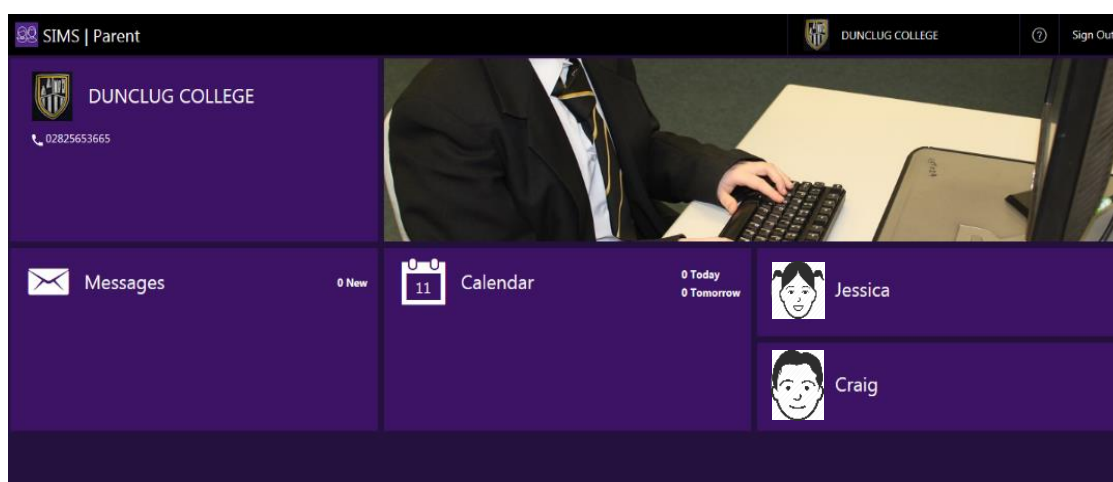 SIMS | Parent
DUNCLUG COLLEGE
Sign Out
DUNCLUG COLLEGE
02825653665
Messages
0 New
11
Calendar
0 Today
0 Tomorrow
Jessica
Craig